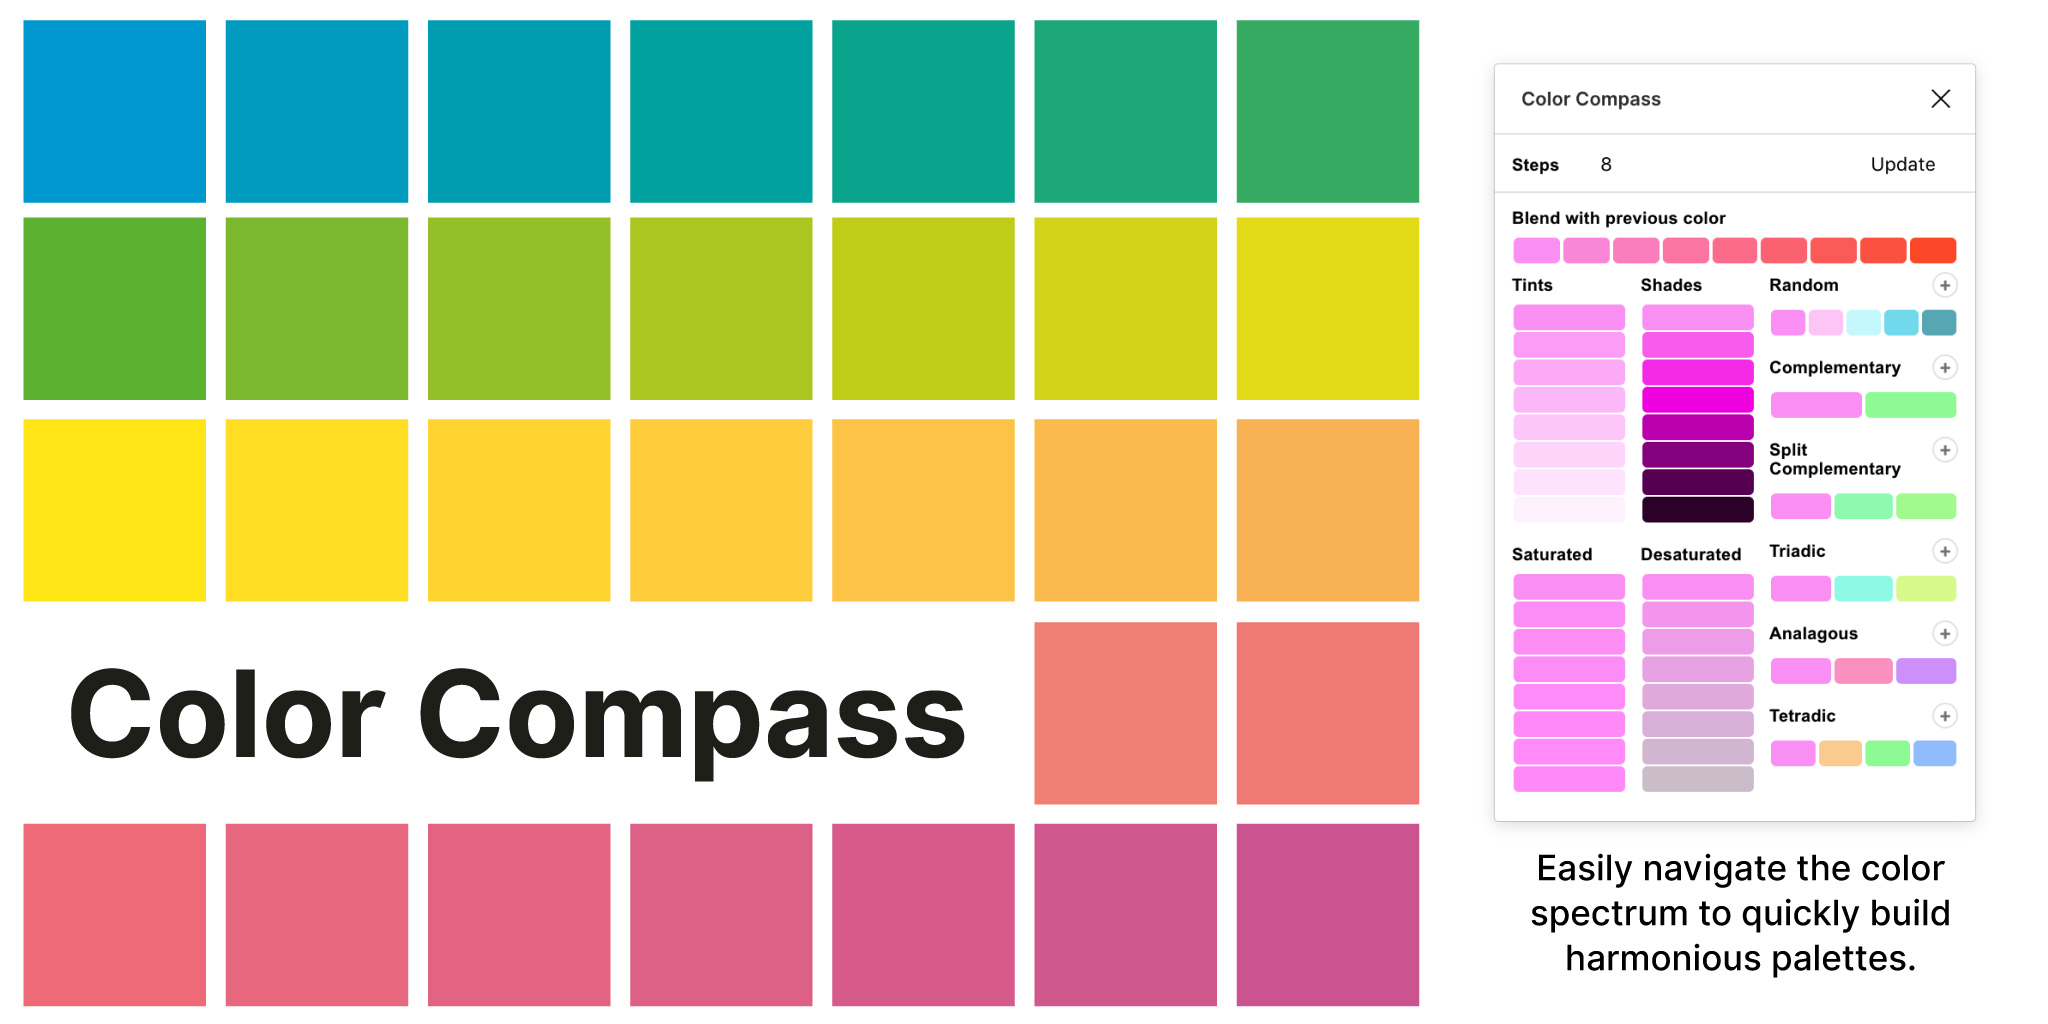 Color Compass
Color Compass
Steps 8 Update
Blend with previous color
Tints Shades Random
Complementary
Split
Complementary
Saturated Desaturated Triadic
Analagous
Tetradic
Easily navigate the color
spectrum to quickly build
harmonious palettes.